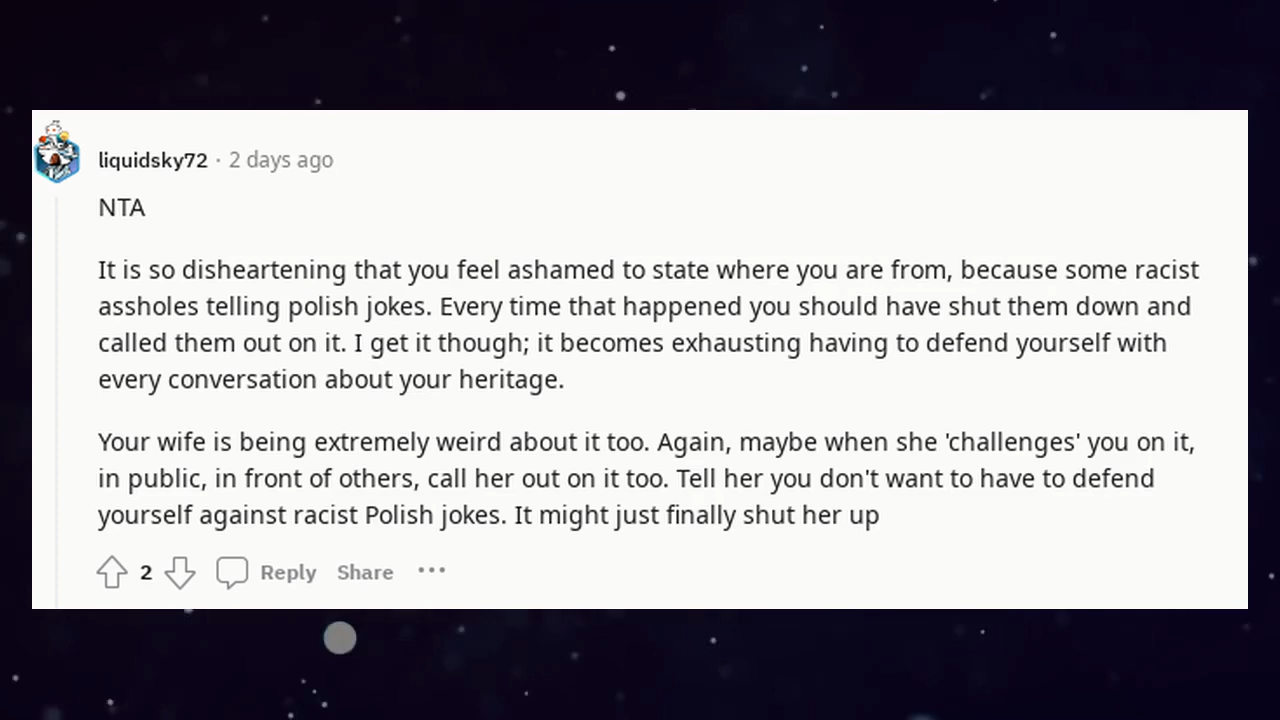 liquidsky72 · 2 days ago
NTA
It is so disheartening that you feel ashamed to state where you are from, because some racist
assholes telling polish jokes. Every time that happened you should have shut them down and
called them out on it. I get it though; it becomes exhausting having to defend yourself with
every conversation about your heritage.
Your wife is being extremely weird about it too. Again, maybe when she 'challenges' you on it,
in public, in front of others, call her out on it too. Tell her you don't want to have to defend
yourself against racist Polish jokes. It might just finally shut her up
2 Reply Share •••